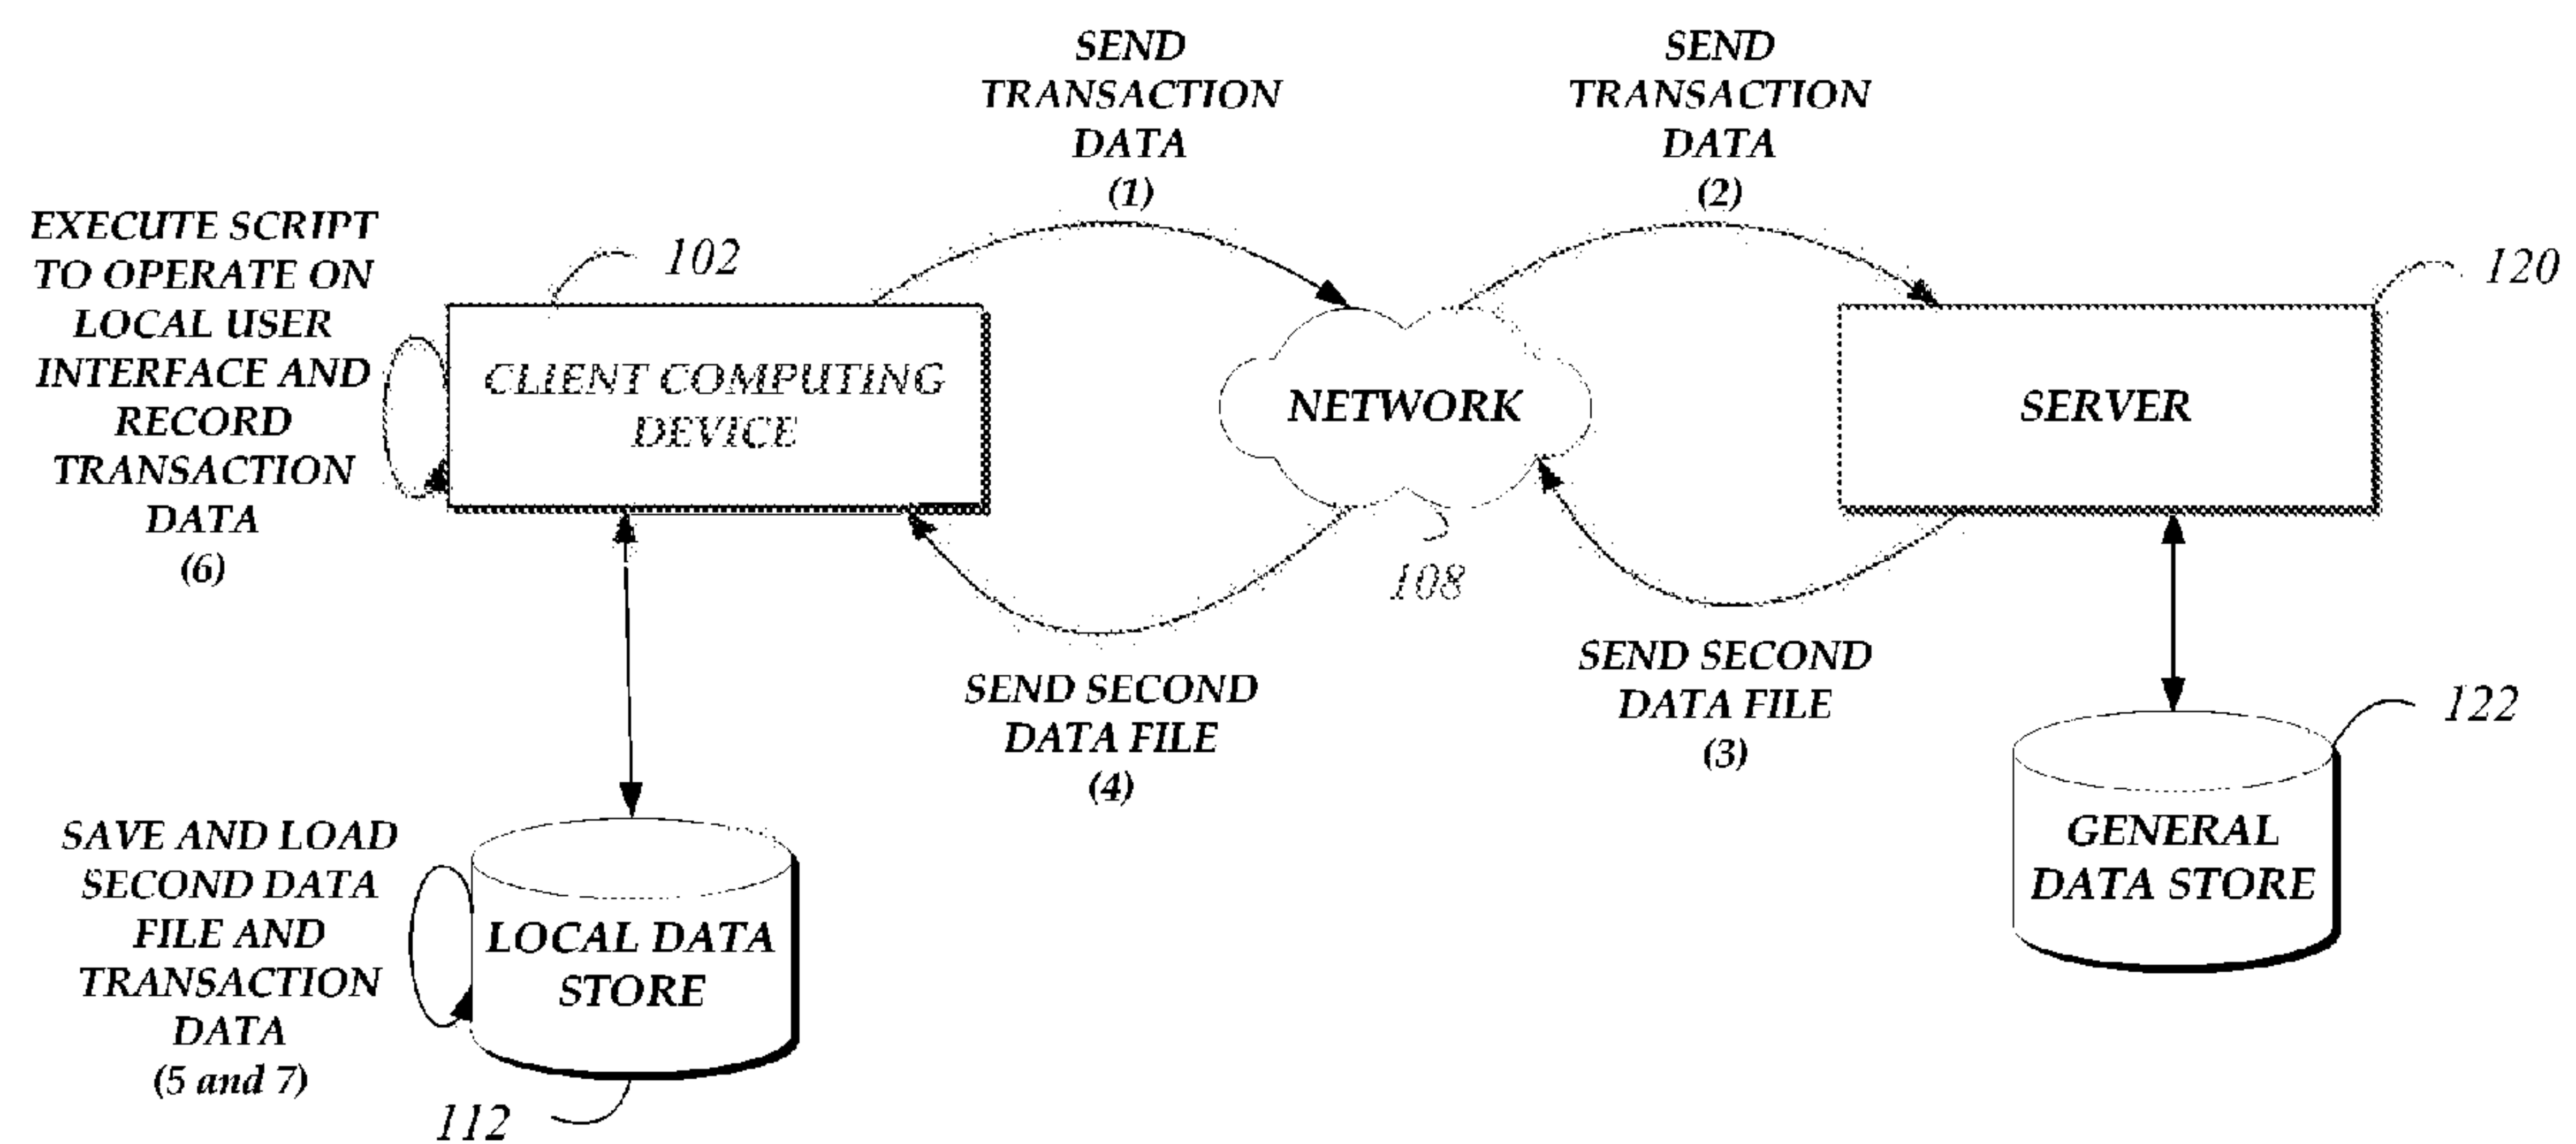 SEND
TRANSACTION
DATA
(1)
SEND
TRANSACTION
DATA
(2)
EXECUTE SCRIPT
TO OPERATE ON
LOCAL USER
INTERFACE AND
RECORD
TRANSACTION
DATA
(6)
102
CLIENT COMPUTING
DEVICE
NETWORK
108
120
SERVER
SEND SECOND
DATA FILE
(4)
SEND SECOND
DATA FILE
(3)
122
GENERAL
DATA STORE
SAVE AND LOAD
SECOND DATA
FILE AND
TRANSACTION
DATA
(5 and 7)
LOCAL DATA
STORE
112